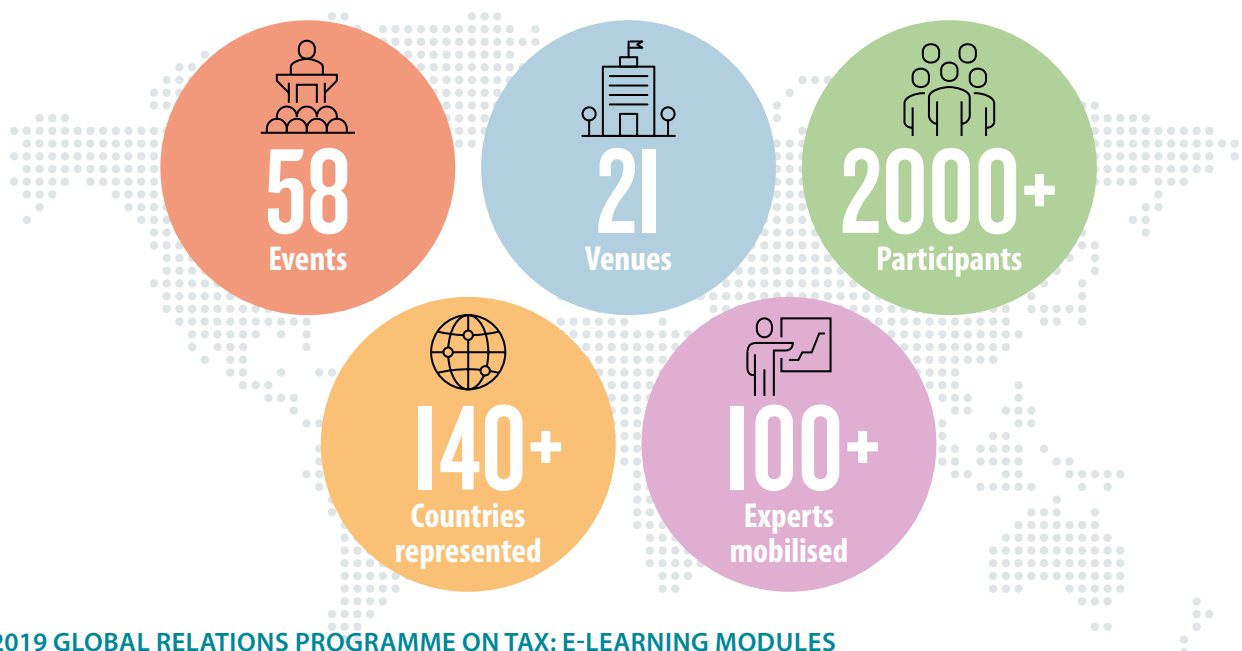 58
Events
21
Venues
2000+
Participants
140+
Countries
represented
100+
Experts
mobilised
2019 GLOBAL RELATIONS PROGRAMME ON TAX: E-LEARNING MODULES